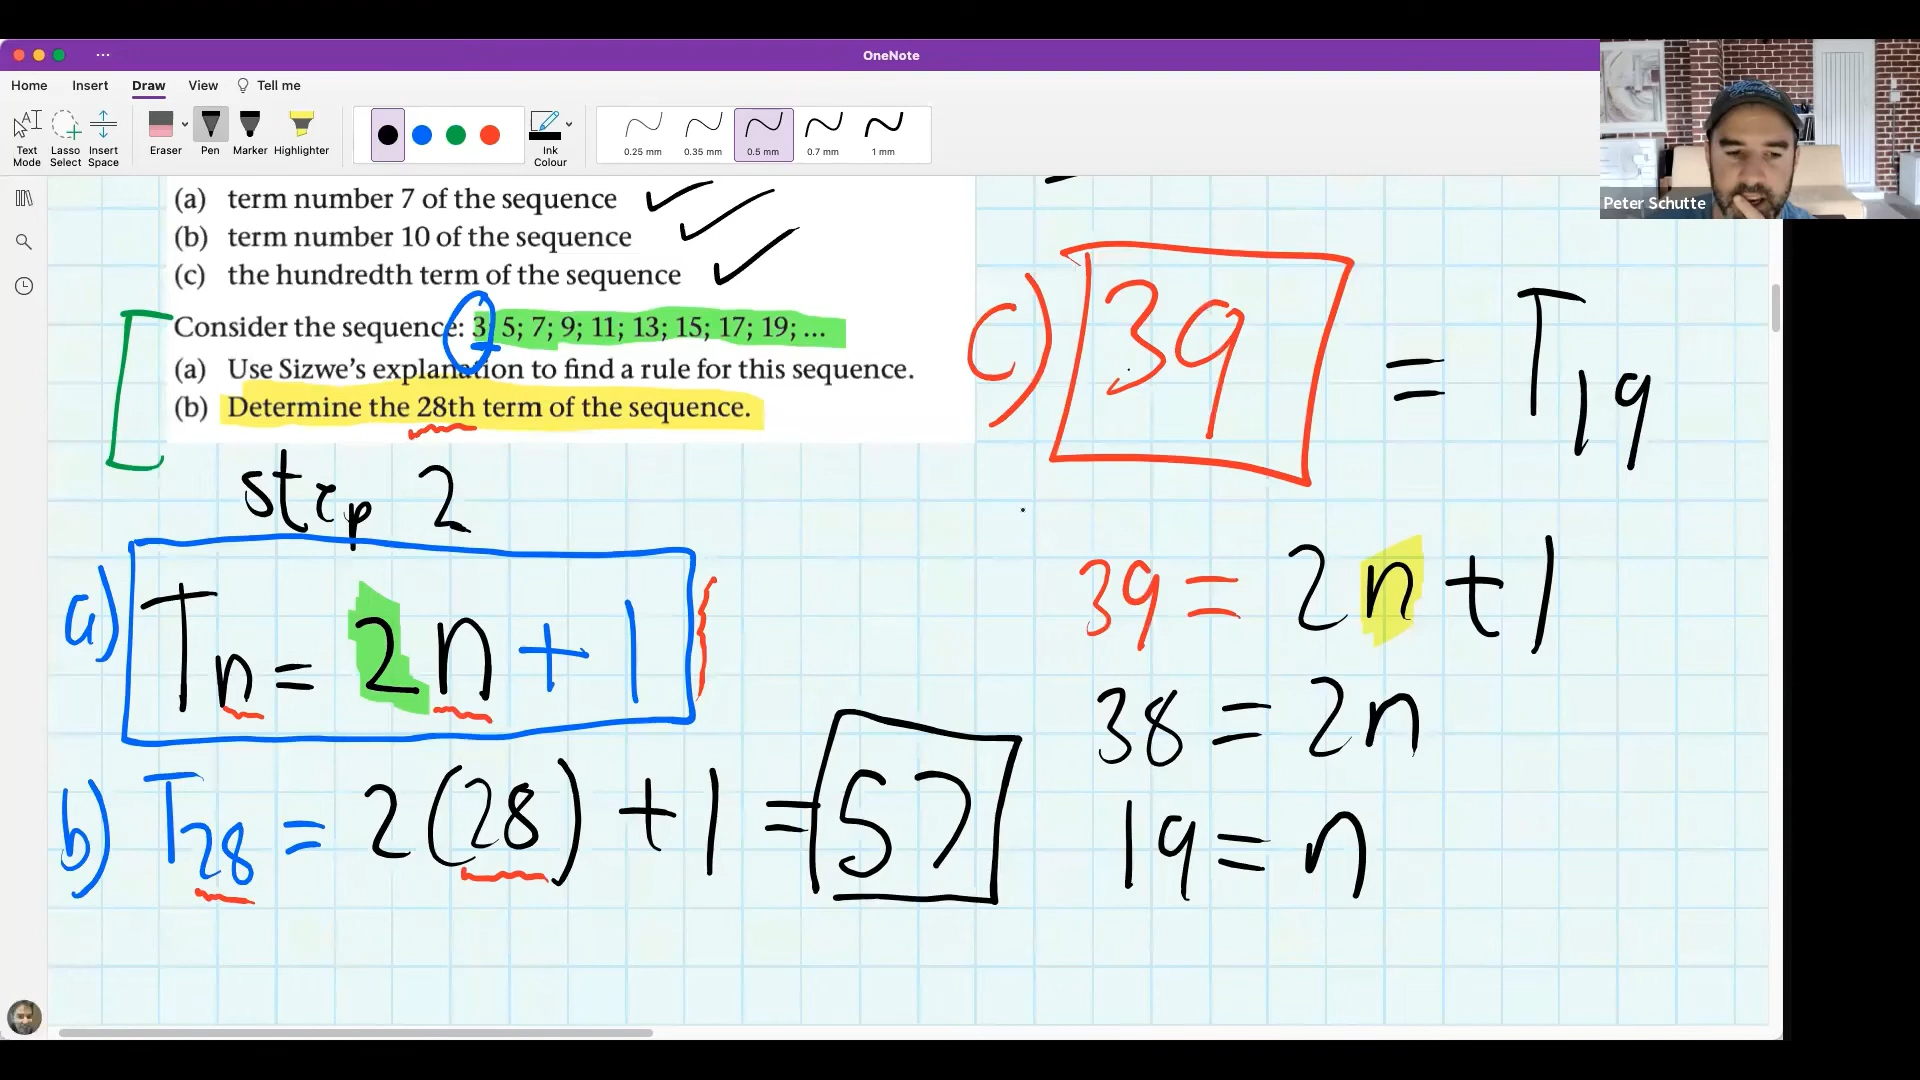 OneNote
Home Insert Draw View Tell me
Text Mode
Lasso Select
Insert Space
Eraser
Pen
Marker
Highlighter
Ink Colour
0.25 mm
0.35 mm
0.5 mm
0.7 mm
1 mm
Peter Schutte
(a) term number 7 of the sequence
(b) term number 10 of the sequence
(c) the hundredth term of the sequence
Consider the sequence: 3; 5; 7; 9; 11; 13; 15; 17; 19; ...
(a) Use Sizwe's explanation to find a rule for this sequence.
(b) Determine the 28th term of the sequence.
step 2
a) Tn = 2n + 1
b) T28 = 2(28) + 1 = 57
c) 39 = T19
39 = 2n + 1
38 = 2n
19 = n